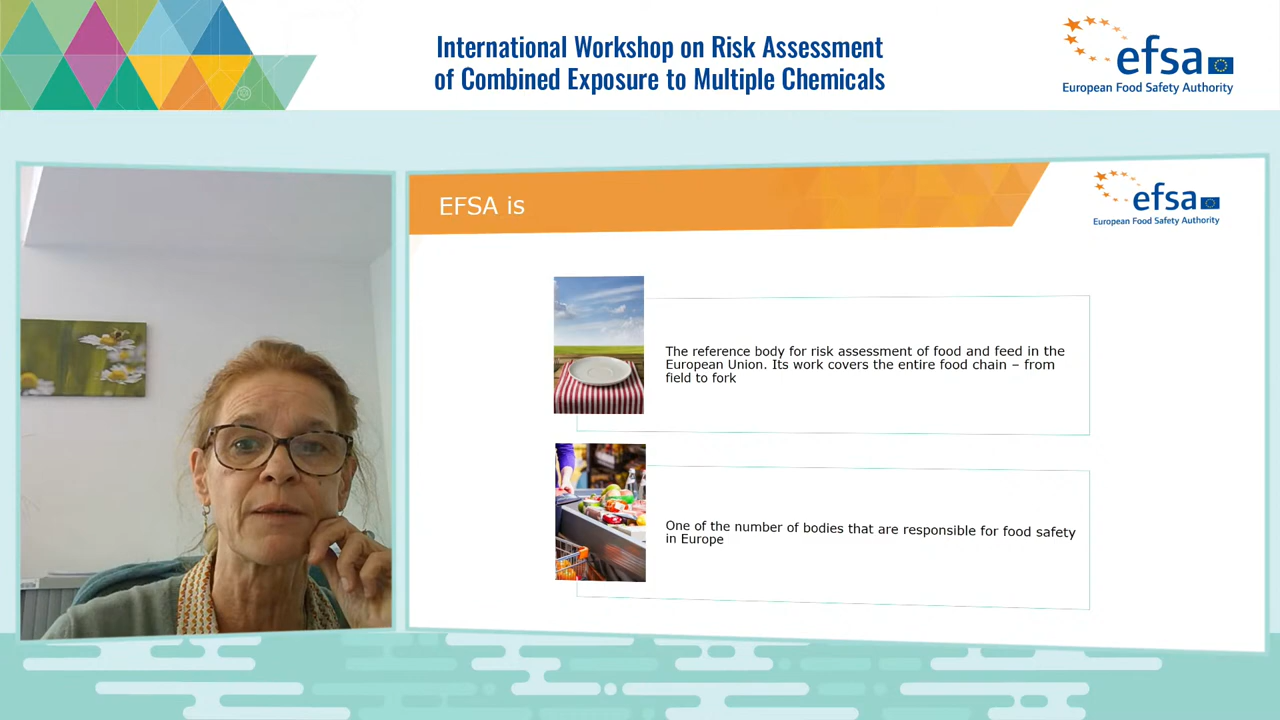 International Workshop on Risk Assessment
of Combined Exposure to Multiple Chemicals
efsa
European Food Safety Authority
EFSA is
efsa
European Food Safety Authority
The reference body for risk assessment of food and feed in the
European Union. Its work covers the entire food chain – from
field to fork
One of the number of bodies that are responsible for food safety
in Europe